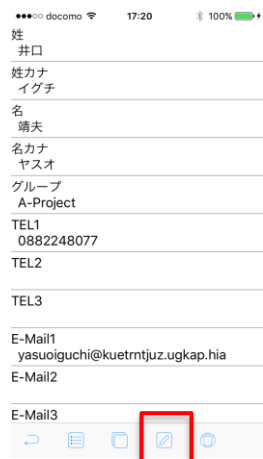 docomo 17:20 100%
姓
井口
姓カナ
イグチ
名
靖夫
名カナ
ヤスオ
グループ
A-Project
TEL1
0882248077
TEL2
TEL3
E-Mail1
yasuoiguchi@kuetrntjuz.ugkap.hia
E-Mail2
E-Mail3